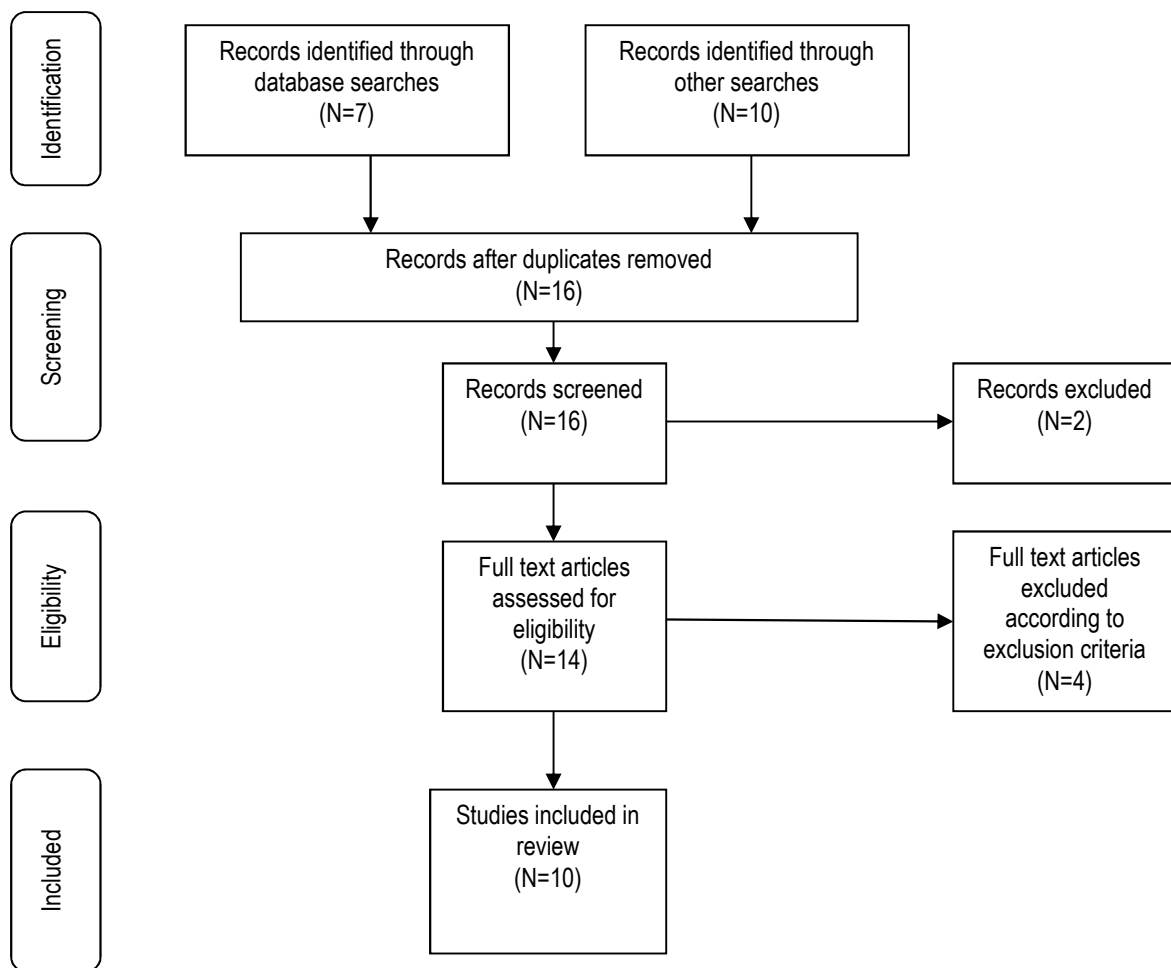 Identification
Records identified through
database searches
(N=7)
Records identified through
other searches
(N=10)
Screening
Records after duplicates removed
(N=16)
Records screened
(N=16)
Records excluded
(N=2)
Eligibility
Full text articles
assessed for
eligibility
(N=14)
Full text articles
excluded
according to
exclusion criteria
(N=4)
Included
Studies included in
review
(N=10)